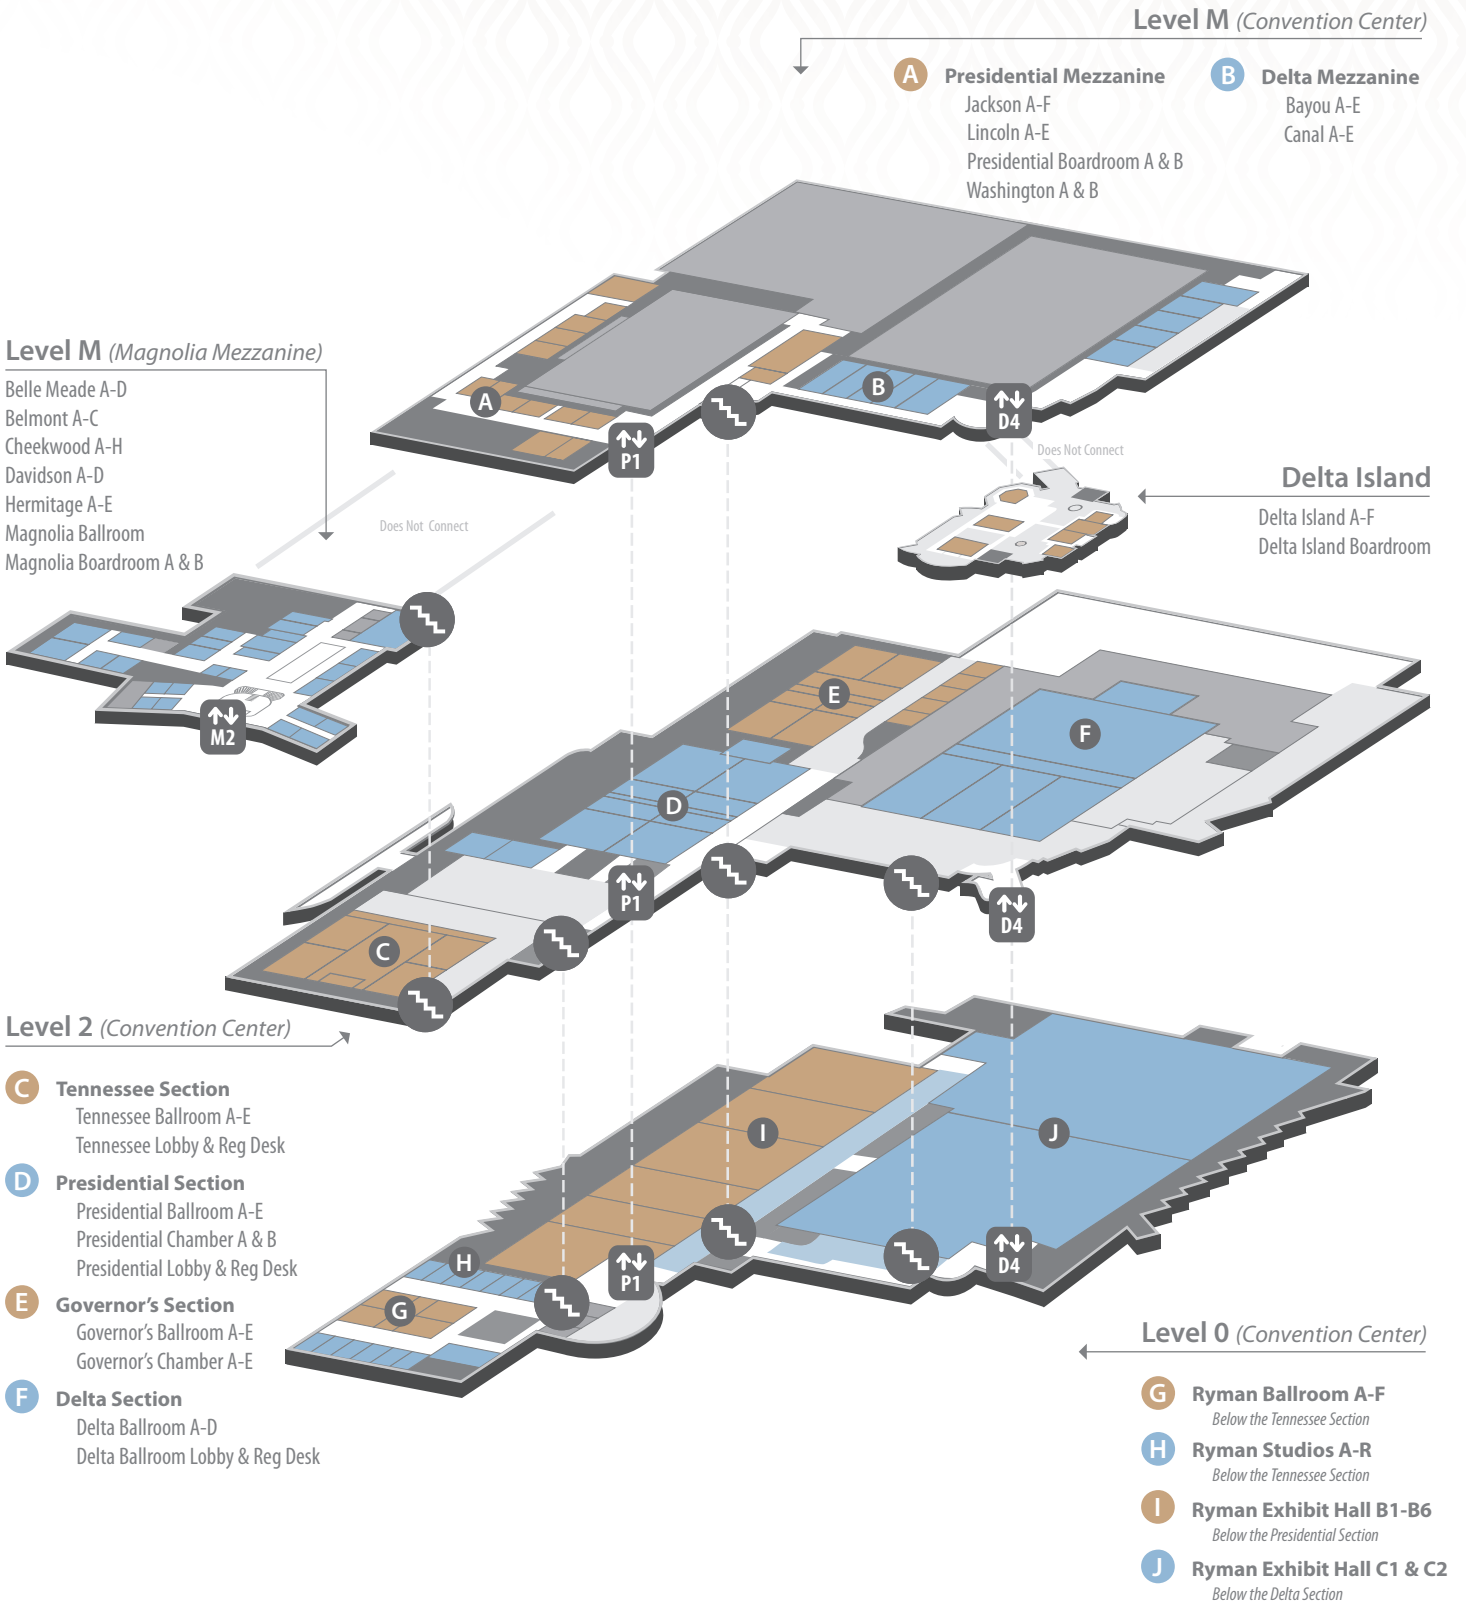 Level M (Convention Center)
A Presidential Mezzanine
Jackson A-F
Lincoln A-E
Presidential Boardroom A & B
Washington A & B
B Delta Mezzanine
Bayou A-E
Canal A-E
Level M (Magnolia Mezzanine)
Belle Meade A-D
Belmont A-C
Cheekwood A-H
Davidson A-D
Hermitage A-E
Magnolia Ballroom
Magnolia Boardroom A & B
A
B
P1
D4
Does Not Connect
Does Not Connect
Delta Island
Delta Island A-F
Delta Island Boardroom
M2
E
F
D
C
P1
D4
Level 2 (Convention Center)
C Tennessee Section
Tennessee Ballroom A-E
Tennessee Lobby & Reg Desk
D Presidential Section
Presidential Ballroom A-E
Presidential Chamber A & B
Presidential Lobby & Reg Desk
E Governor's Section
Governor's Ballroom A-E
Governor's Chamber A-E
F Delta Section
Delta Ballroom A-D
Delta Ballroom Lobby & Reg Desk
I
J
H
G
P1
D4
Level 0 (Convention Center)
G Ryman Ballroom A-F
Below the Tennessee Section
H Ryman Studios A-R
Below the Tennessee Section
I Ryman Exhibit Hall B1-B6
Below the Presidential Section
J Ryman Exhibit Hall C1 & C2
Below the Delta Section